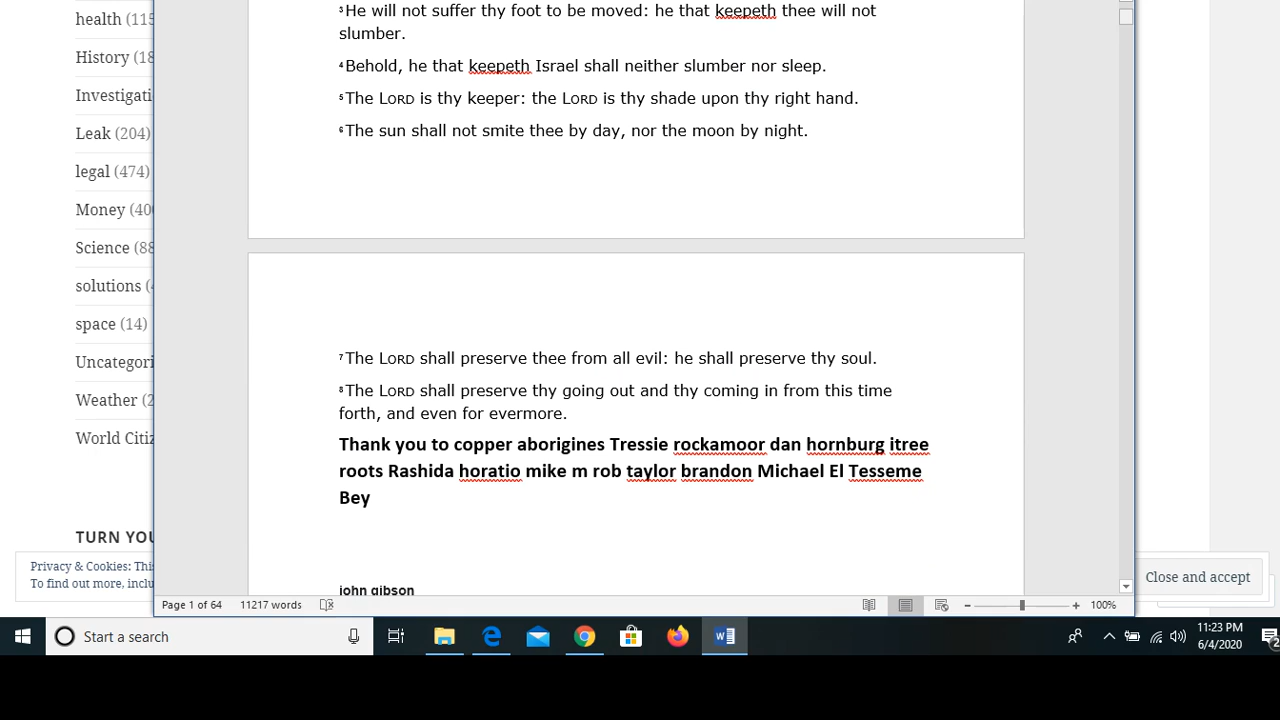 health (115
³He will not suffer thy foot to be moved: he that keepeth thee will not
slumber.
History (18
⁴Behold, he that keepeth Israel shall neither slumber nor sleep.
Investigati
⁵The LORD is thy keeper: the LORD is thy shade upon thy right hand.
Leak (204)
⁶The sun shall not smite thee by day, nor the moon by night.
legal (474)
Money (400
Science (88
solutions (
space (14)
Uncategori
⁷The LORD shall preserve thee from all evil: he shall preserve thy soul.
Weather (2
⁸The LORD shall preserve thy going out and thy coming in from this time
forth, and even for evermore.
World Citiz
Thank you to copper aborigines Tressie rockamoor dan hornburg itree
roots Rashida horatio mike m rob taylor brandon Michael El Tesseme
Bey
TURN YOU
Privacy & Cookies: This
To find out more, inclu
Close and accept
john gibson
Page 1 of 64 11217 words 100%
Start a search
11:23 PM
6/4/2020
2